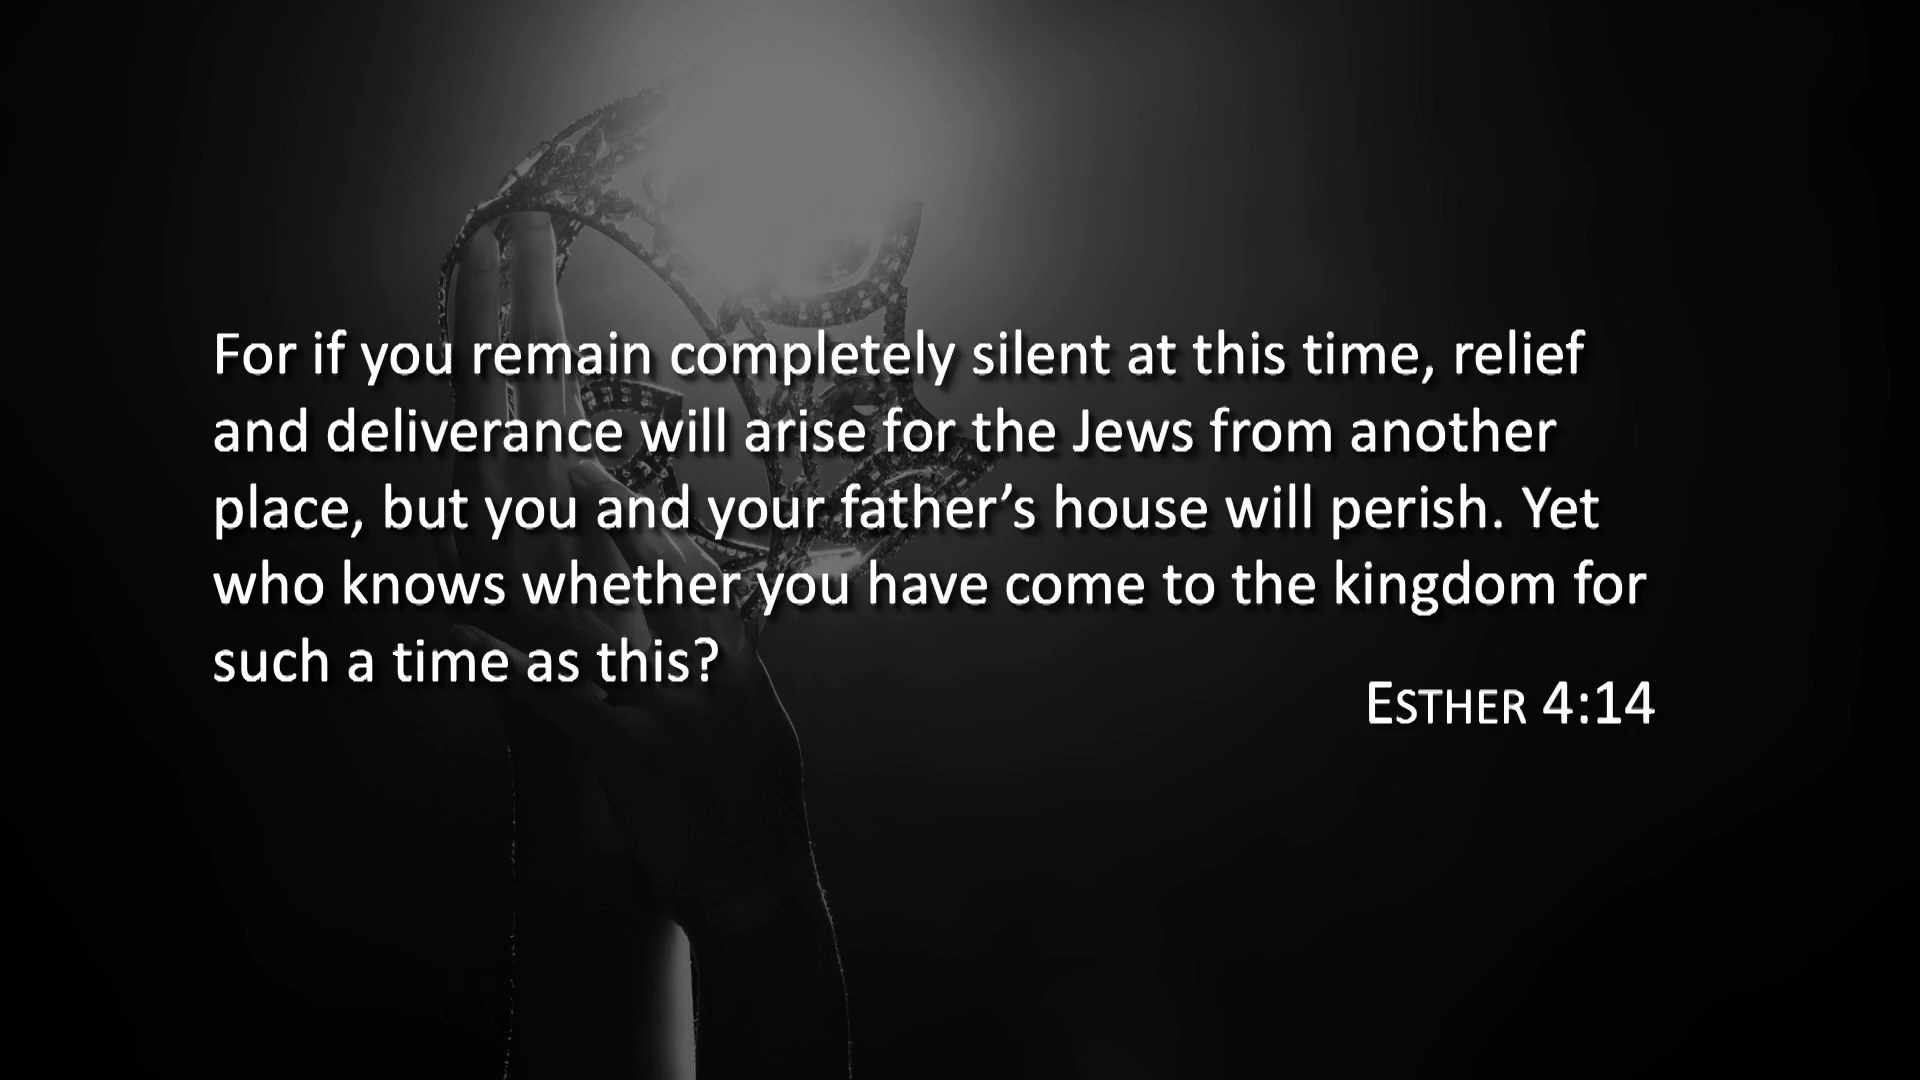 For if you remain completely silent at this time, relief
and deliverance will arise for the Jews from another
place, but you and your father’s house will perish. Yet
who knows whether you have come to the kingdom for
such a time as this?
ESTHER 4:14